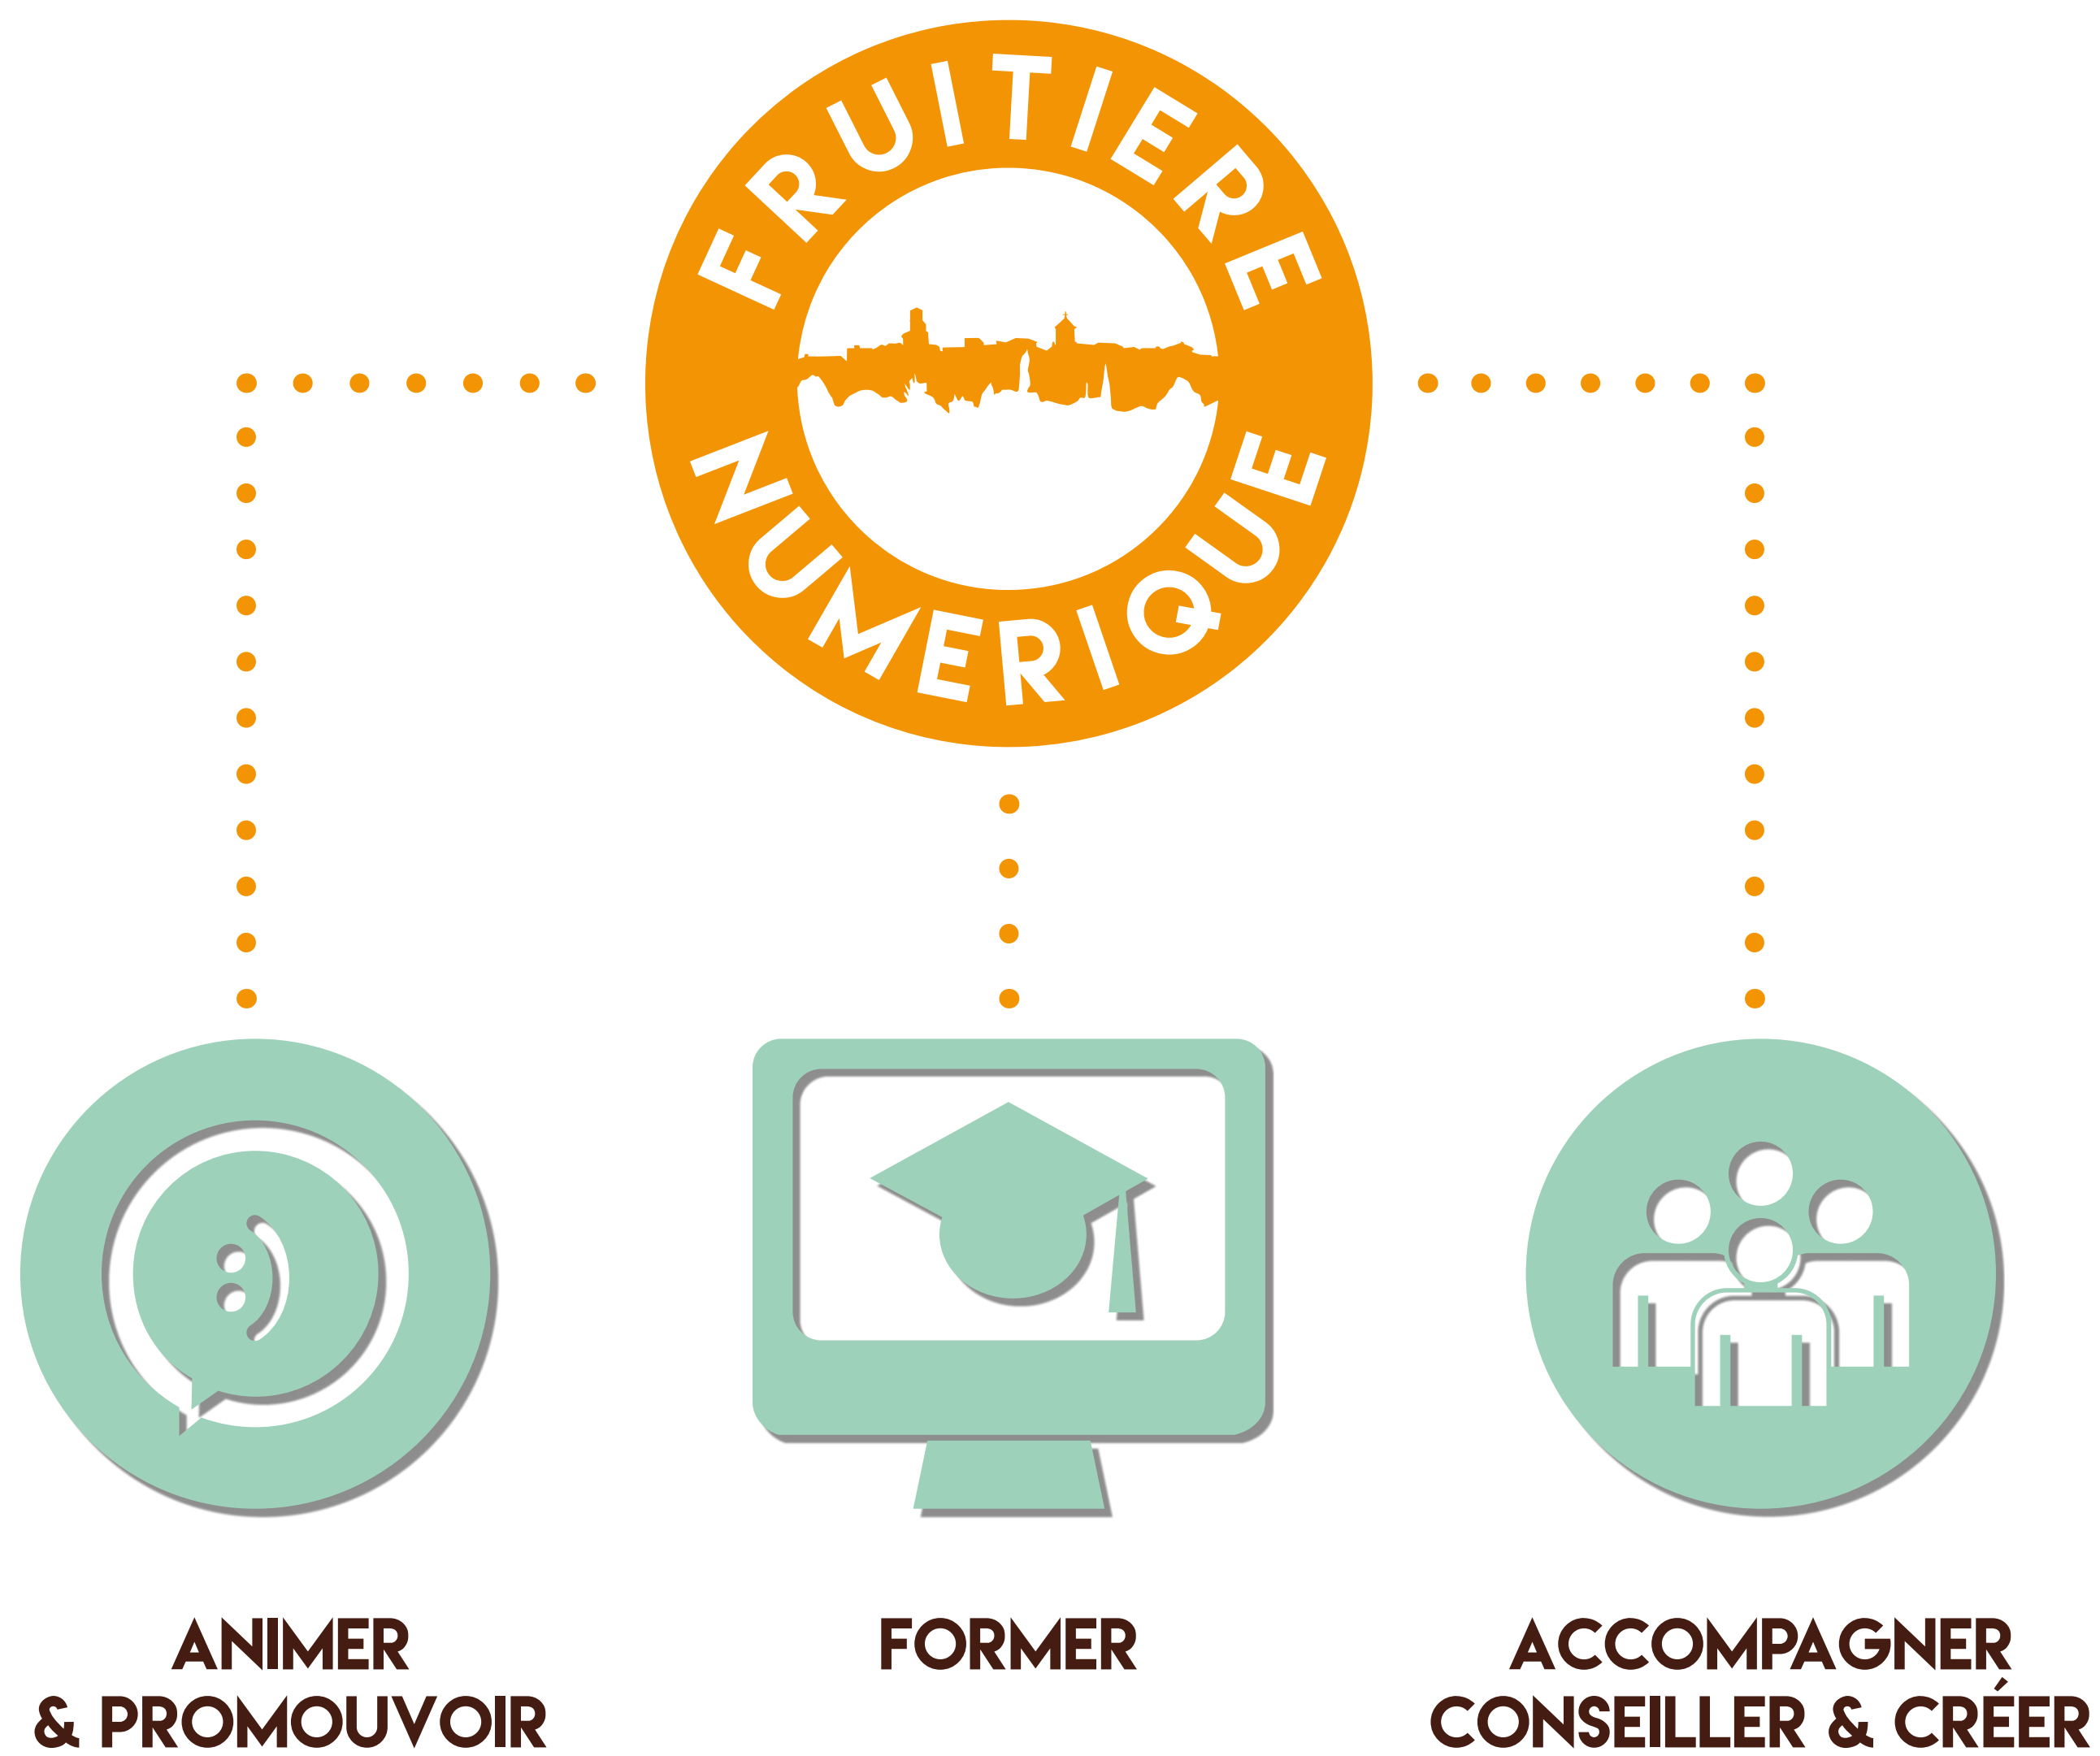 FRUITIERE
NUMERIQUE
ANIMER
& PROMOUVOIR
FORMER
ACCOMPAGNER
CONSEILLER & CRÉER